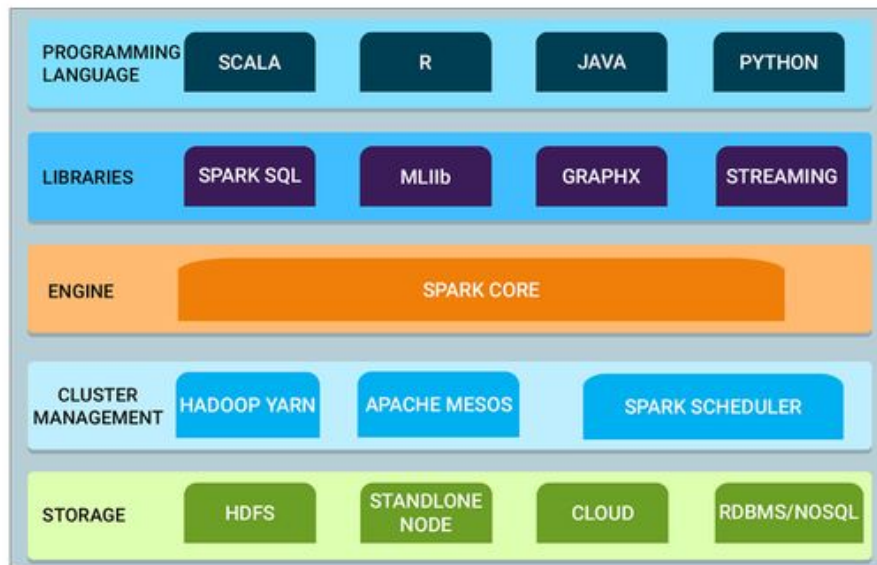 PROGRAMMING
LANGUAGE
SCALA
R
JAVA
PYTHON
LIBRARIES
SPARK SQL
MLIIb
GRAPHX
STREAMING
ENGINE
SPARK CORE
CLUSTER
MANAGEMENT
HADOOP YARN
APACHE MESOS
SPARK SCHEDULER
STORAGE
HDFS
STANDLONE
NODE
CLOUD
RDBMS/NOSQL